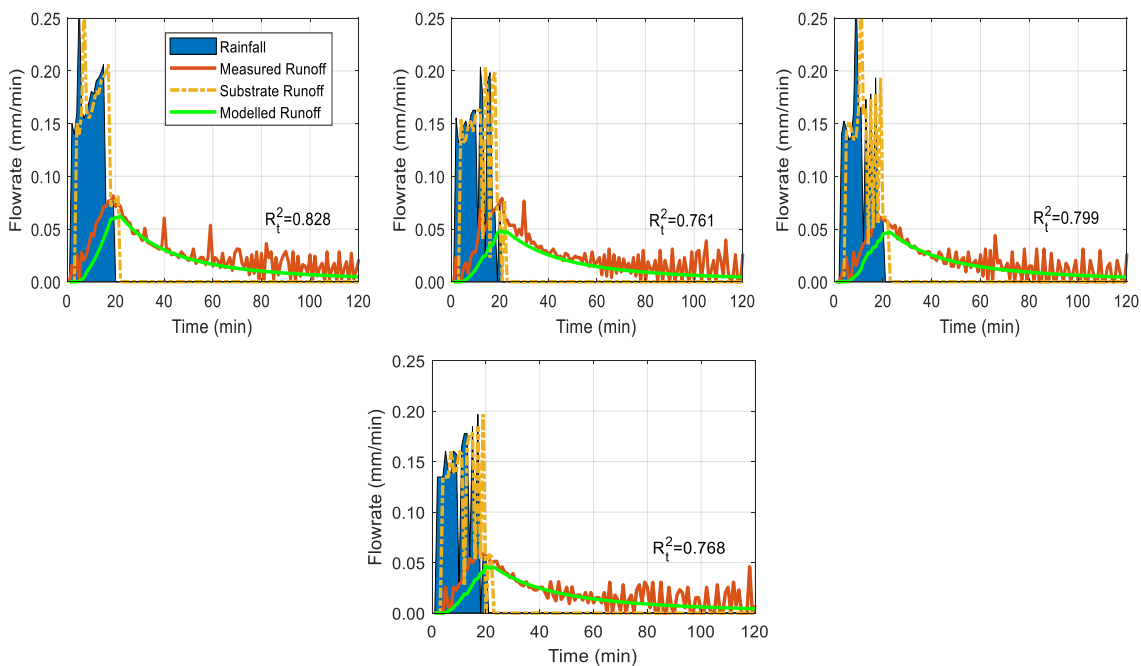 Flowrate (mm/min)
0.25
0.20
0.15
0.10
0.05
0.00
Rainfall
Measured Runoff
Substrate Runoff
Modelled Runoff
R²t=0.828
0 20 40 60 80 100 120
Time (min)
Flowrate (mm/min)
0.25
0.20
0.15
0.10
0.05
0.00
R²t=0.761
0 20 40 60 80 100 120
Time (min)
Flowrate (mm/min)
0.25
0.20
0.15
0.10
0.05
0.00
R²t=0.799
0 20 40 60 80 100 120
Time (min)
Flowrate (mm/min)
0.25
0.20
0.15
0.10
0.05
0.00
R²t=0.768
0 20 40 60 80 100 120
Time (min)